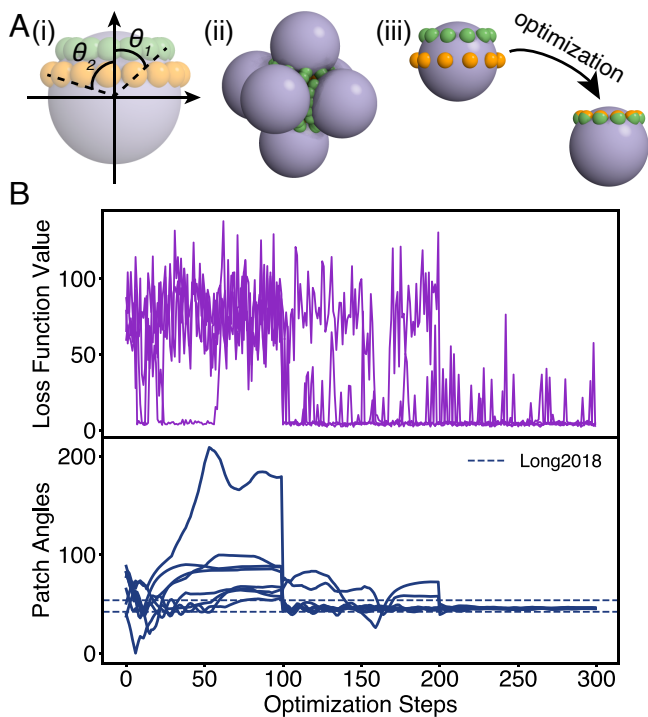 A
(i)
(ii)
(iii)
θ2
θ1
optimization
B
Loss Function Value
100
50
0
Patch Angles
200
100
0
Long2018
0
50
100
150
200
250
300
Optimization Steps